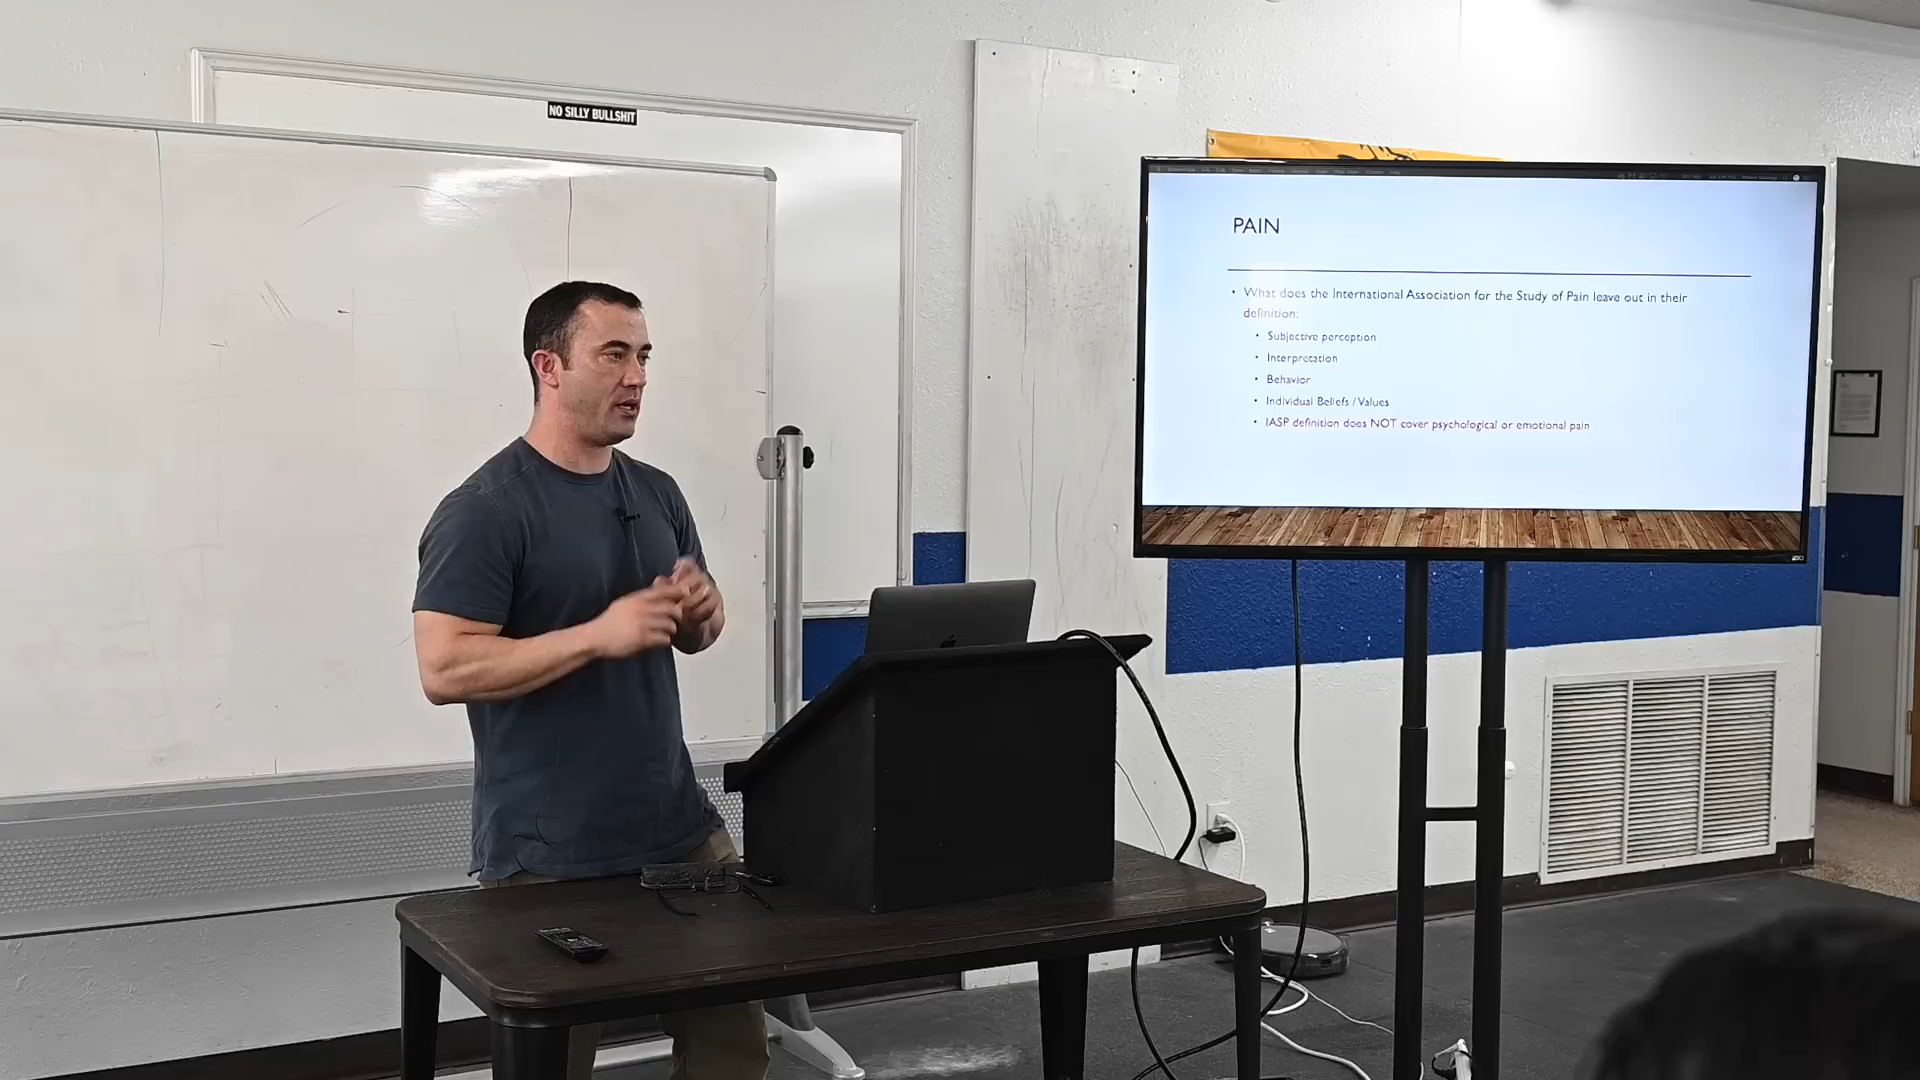 NO SILLY BULLSHIT
PAIN
• What does the International Association for the Study of Pain leave out in their
definition:
• Subjective perception
• Interpretation
• Behavior
• Individual Beliefs / Values
• IASP definition does NOT cover psychological or emotional pain